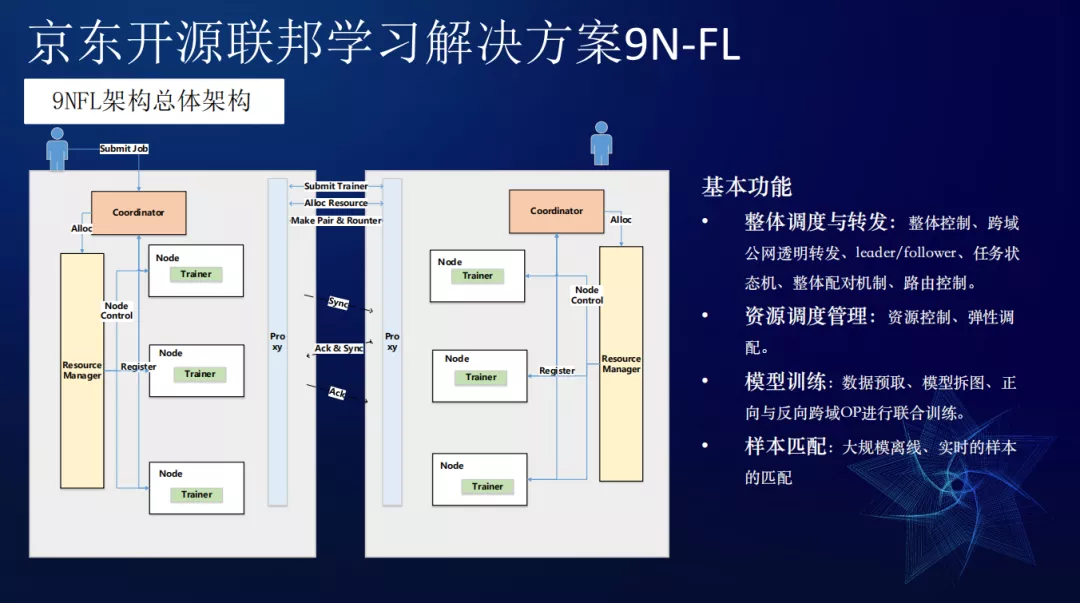 京东开源联邦学习解决方案9N-FL
9NFL架构总体架构
Submit Job
Coordinator
Alloc
Node
Trainer
Node
Control
Node
Trainer
Register
Resource
Manager
Node
Trainer
Pro
xy
Submit Trainer
Alloc Resource
Make Pair & Rounter
Sync
Ack & Sync
Ack
Pro
xy
Coordinator
Alloc
Node
Trainer
Node
Control
Node
Trainer
Register
Resource
Manager
Node
Trainer
基本功能
• 整体调度与转发：整体控制、跨域
公网透明转发、leader/follower、任务状
态机、整体配对机制、路由控制。
• 资源调度管理：资源控制、弹性调
配。
• 模型训练：数据预取、模型拆图、正
向与反向跨域OP进行联合训练。
• 样本匹配：大规模离线、实时的样本
的匹配